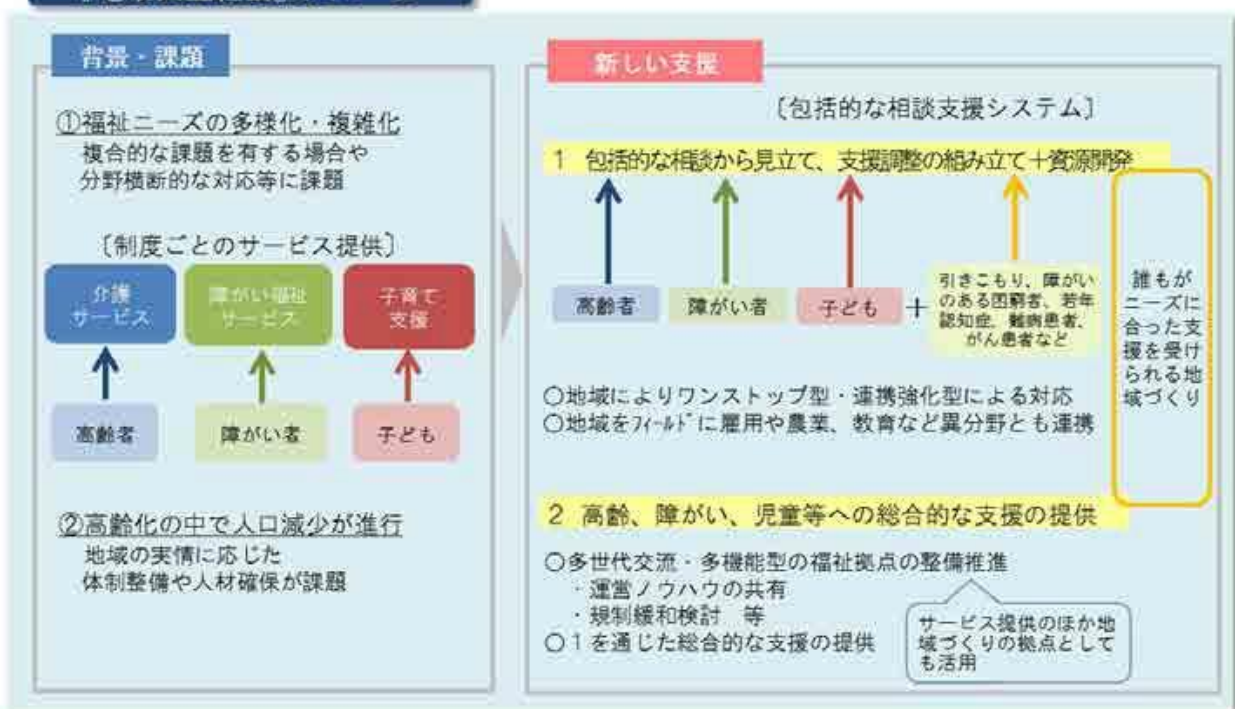 背景・課題
①福祉ニーズの多様化・複雑化
複合的な課題を有する場合や
分野横断的な対応等に課題
〔制度ごとのサービス提供〕
介護
サービス
障がい福祉
サービス
子育て
支援
高齢者
障がい者
子ども
②高齢化の中で人口減少が進行
地域の実情に応じた
体制整備や人材確保が課題
新しい支援
〔包括的な相談支援システム〕
1 包括的な相談から見立て、支援調整の組み立て＋資源開発
高齢者
障がい者
子ども
＋
引きこもり、障がい
のある困窮者、若年
認知症、難病患者、
がん患者など
誰もが
ニーズに
合った支
援を受け
られる地
域づくり
○地域によりワンストップ型・連携強化型による対応
○地域をﾌｨｰﾙﾄﾞに雇用や農業、教育など異分野とも連携
2 高齢、障がい、児童等への総合的な支援の提供
○多世代交流・多機能型の福祉拠点の整備推進
・運営ノウハウの共有
・規制緩和検討 等
○1を通じた総合的な支援の提供
サービス提供のほか地
域づくりの拠点として
も活用